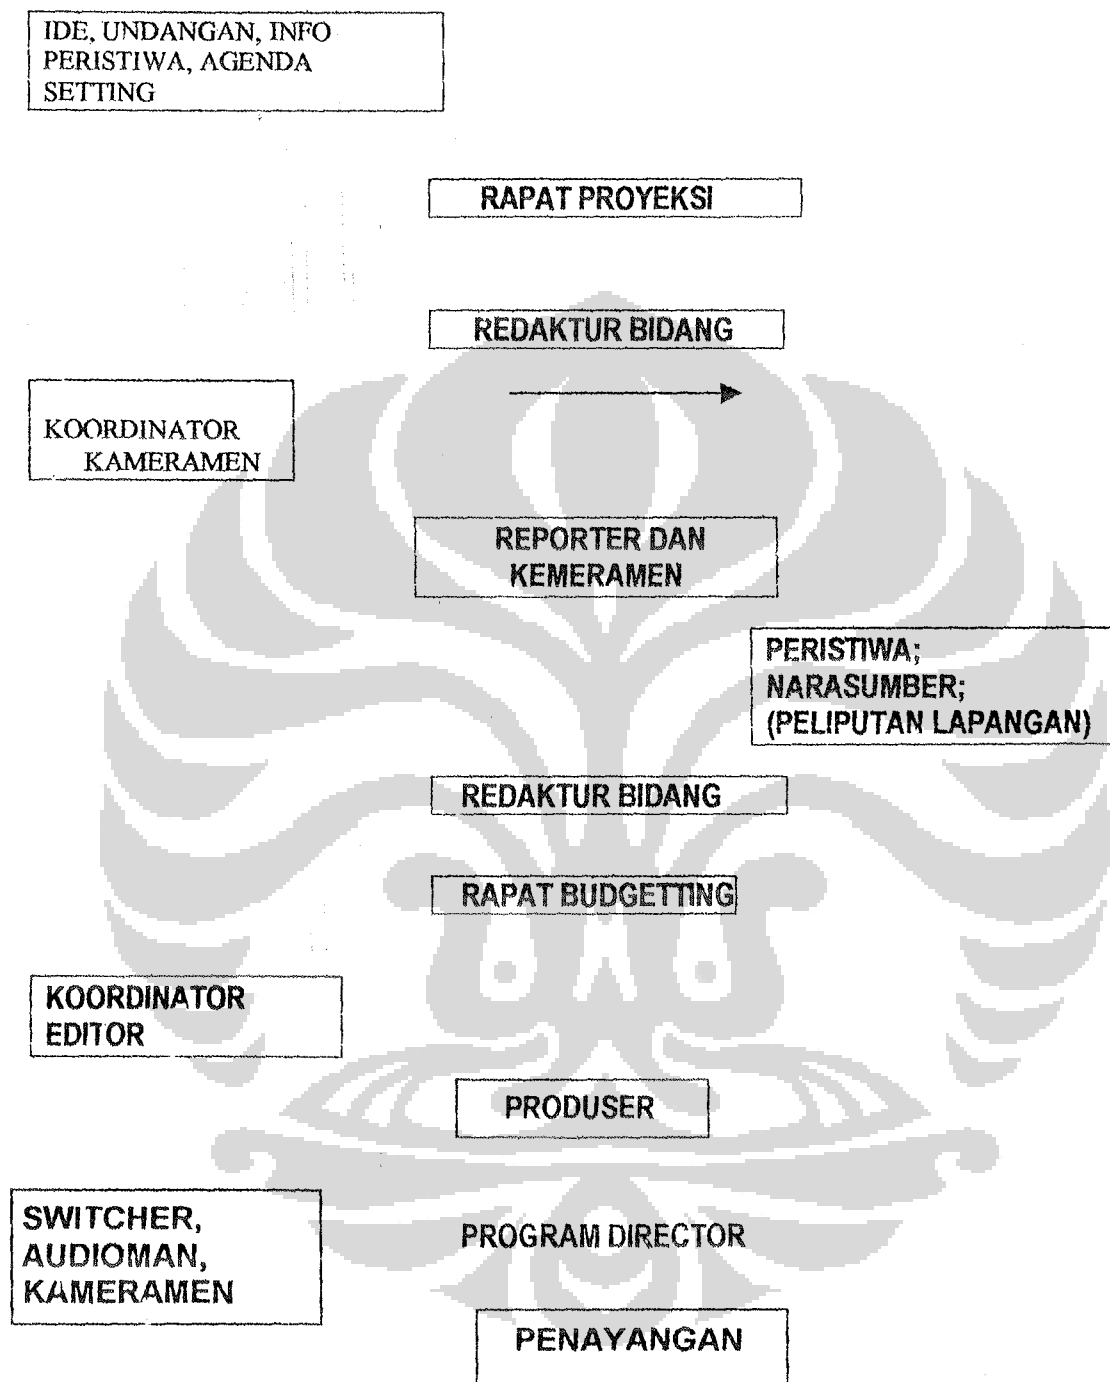 IDE, UNDANGAN, INFO
PERISTIWA, AGENDA
SETTING
RAPAT PROYEKSI
REDAKTUR BIDANG
KOORDINATOR
KAMERAMEN
REPORTER DAN
KEMERAMEN
PERISTIWA;
NARASUMBER;
(PELIPUTAN LAPANGAN)
REDAKTUR BIDANG
RAPAT BUDGETTING
KOORDINATOR
EDITOR
PRODUSER
SWITCHER,
AUDIOMAN,
KAMERAMEN
PROGRAM DIRECTOR
PENAYANGAN